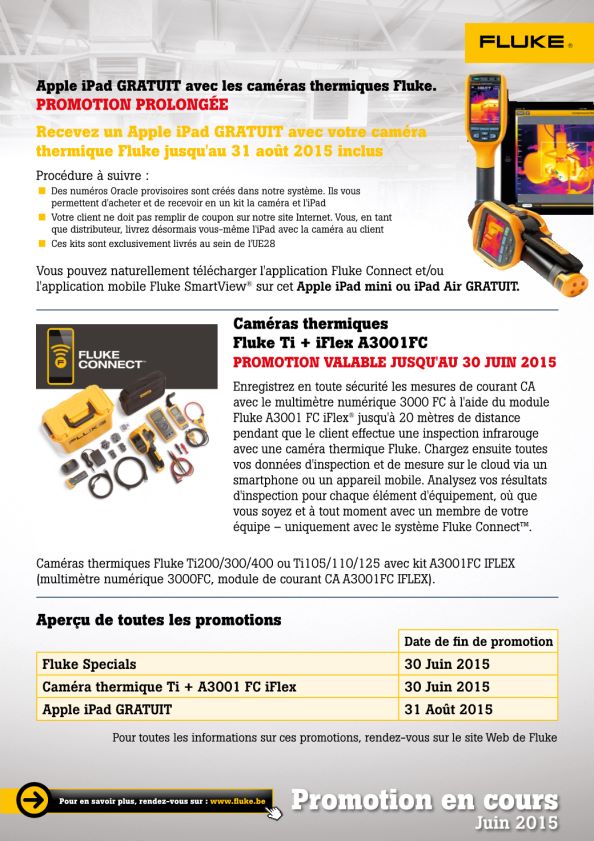 FLUKE®
Apple iPad GRATUIT avec les caméras thermiques Fluke.
PROMOTION PROLONGÉE
Recevez un Apple iPad GRATUIT avec votre caméra
thermique Fluke jusqu'au 31 août 2015 inclus
Procédure à suivre :
Des numéros Oracle provisoires sont créés dans notre système. Ils vous
permettent d'acheter et de recevoir en un kit la caméra et l'iPad
Votre client ne doit pas remplir de coupon sur notre site Internet. Vous, en tant
que distributeur, livrez désormais vous-même l'iPad avec la caméra au client
Ces kits sont exclusivement livrés au sein de l'UE28
Vous pouvez naturellement télécharger l'application Fluke Connect et/ou
l'application mobile Fluke SmartView® sur cet Apple iPad mini ou iPad Air GRATUIT.
FLUKE
CONNECT™
FLUKE
Caméras thermiques
Fluke Ti + iFlex A3001FC
PROMOTION VALABLE JUSQU'AU 30 JUIN 2015
Enregistrez en toute sécurité les mesures de courant CA
avec le multimètre numérique 3000 FC à l'aide du module
Fluke A3001 FC iFlex® jusqu'à 20 mètres de distance
pendant que le client effectue une inspection infrarouge
avec une caméra thermique Fluke. Chargez ensuite toutes
vos données d'inspection et de mesure sur le cloud via un
smartphone ou un appareil mobile. Analysez vos résultats
d'inspection pour chaque élément d'équipement, où que
vous soyez et à tout moment avec un membre de votre
équipe – uniquement avec le système Fluke Connect™.
Caméras thermiques Fluke Ti200/300/400 ou Ti105/110/125 avec kit A3001FC IFLEX
(multimètre numérique 3000FC, module de courant CA A3001FC IFLEX).
Aperçu de toutes les promotions
Date de fin de promotion
Fluke Specials 30 Juin 2015
Caméra thermique Ti + A3001 FC iFlex 30 Juin 2015
Apple iPad GRATUIT 31 Août 2015
Pour toutes les informations sur ces promotions, rendez-vous sur le site Web de Fluke
Pour en savoir plus, rendez-vous sur : www.fluke.be
Promotion en cours
Juin 2015